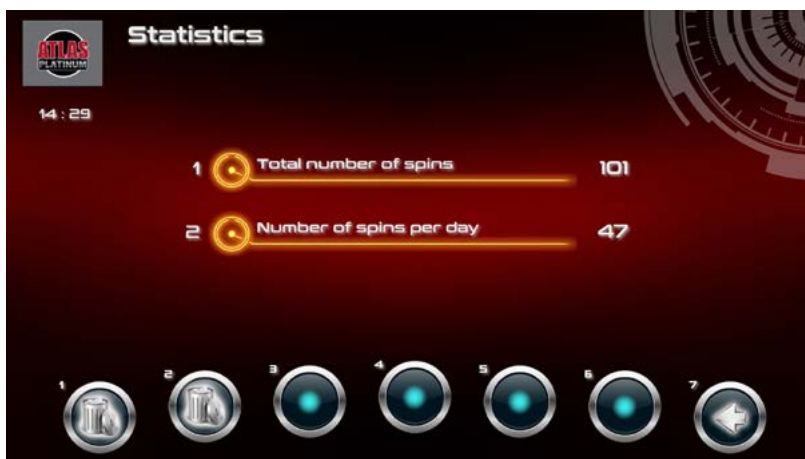 Statistics
ATLAS
PLATINUM
14 : 29
1 Total number of spins 101
2 Number of spins per day 47
1 2 3 4 5 6 7